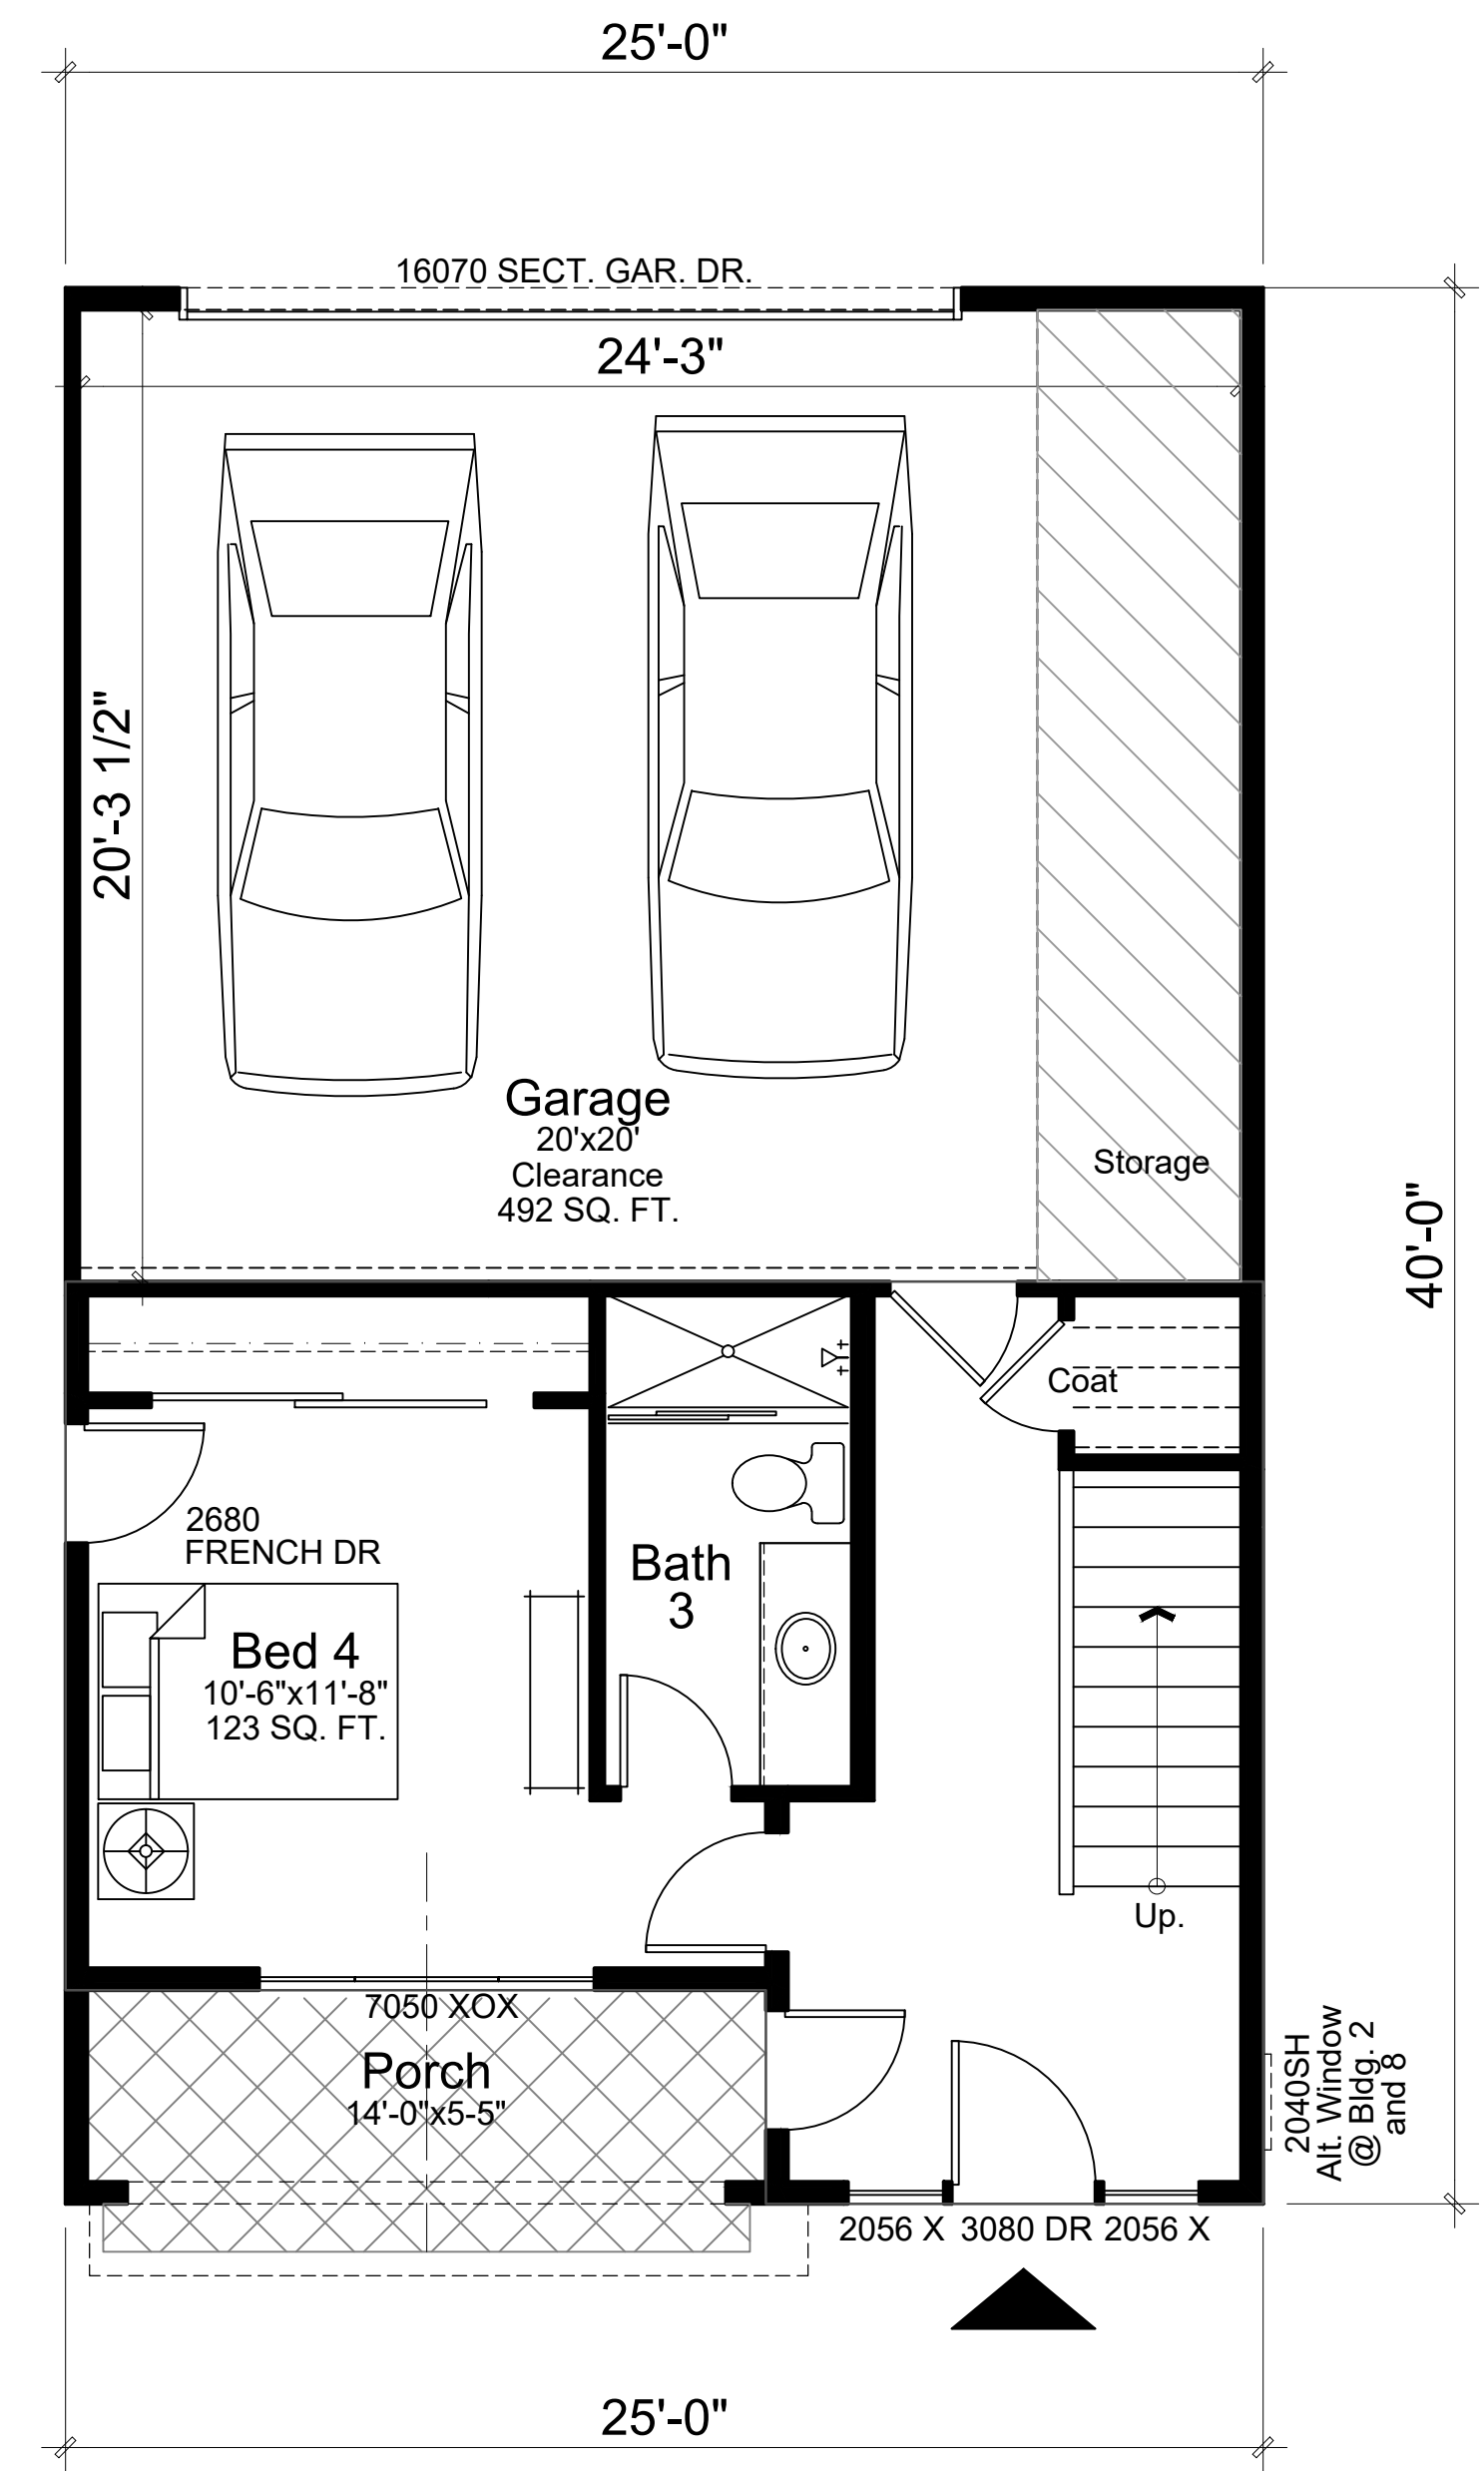 25'-0"
16070 SECT. GAR. DR.
24'-3"
20'-3 1/2"
Garage
20'x20'
Clearance
492 SQ. FT.
Storage
40'-0"
Coat
2680
FRENCH DR
Bath
3
Bed 4
10'-6"x11'-8"
123 SQ. FT.
Up.
7050 XOX
Porch
14'-0"x5-5"
2040SH
Alt. Window
@ Bldg. 2
and 8
2056 X 3080 DR 2056 X
25'-0"